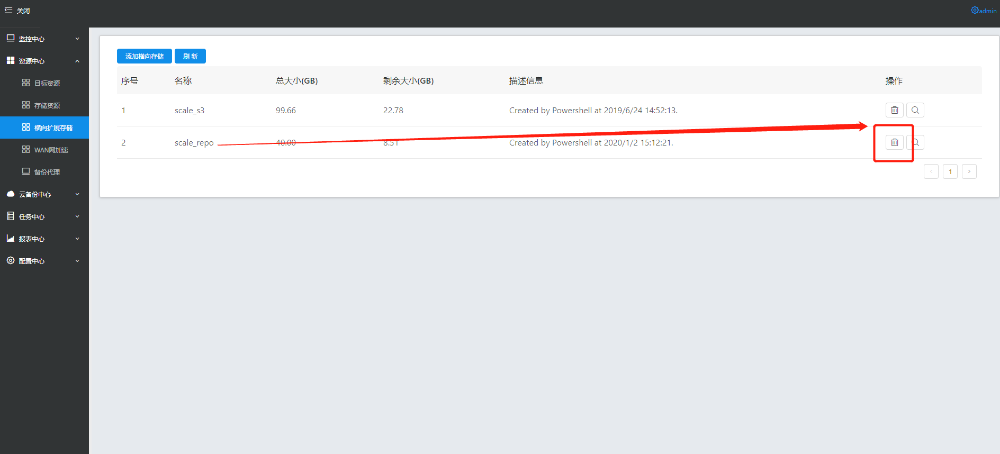 关闭
admin
监控中心
资源中心
目标资源
存储资源
横向扩展存储
WAN网加速
备份代理
云备份中心
任务中心
报表中心
配置中心
添加横向存储 刷 新
序号 名称 总大小(GB) 剩余大小(GB) 描述信息 操作
1 scale_s3 99.66 22.78 Created by Powershell at 2019/6/24 14:52:13.
2 scale_repo 40.00 8.51 Created by Powershell at 2020/1/2 15:12:21.
1